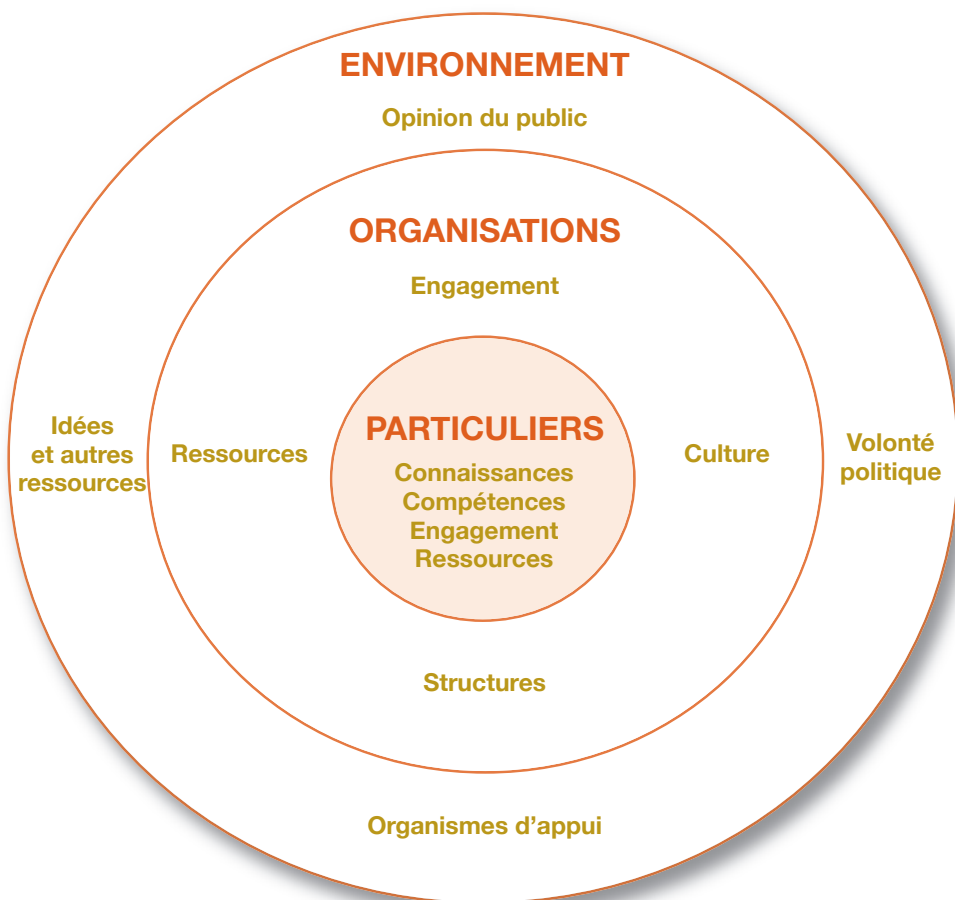 ENVIRONNEMENT
Opinion du public
ORGANISATIONS
Engagement
Idées
et autres
ressources
Ressources
PARTICULIERS
Connaissances
Compétences
Engagement
Ressources
Culture
Volonté
politique
Structures
Organismes d’appui